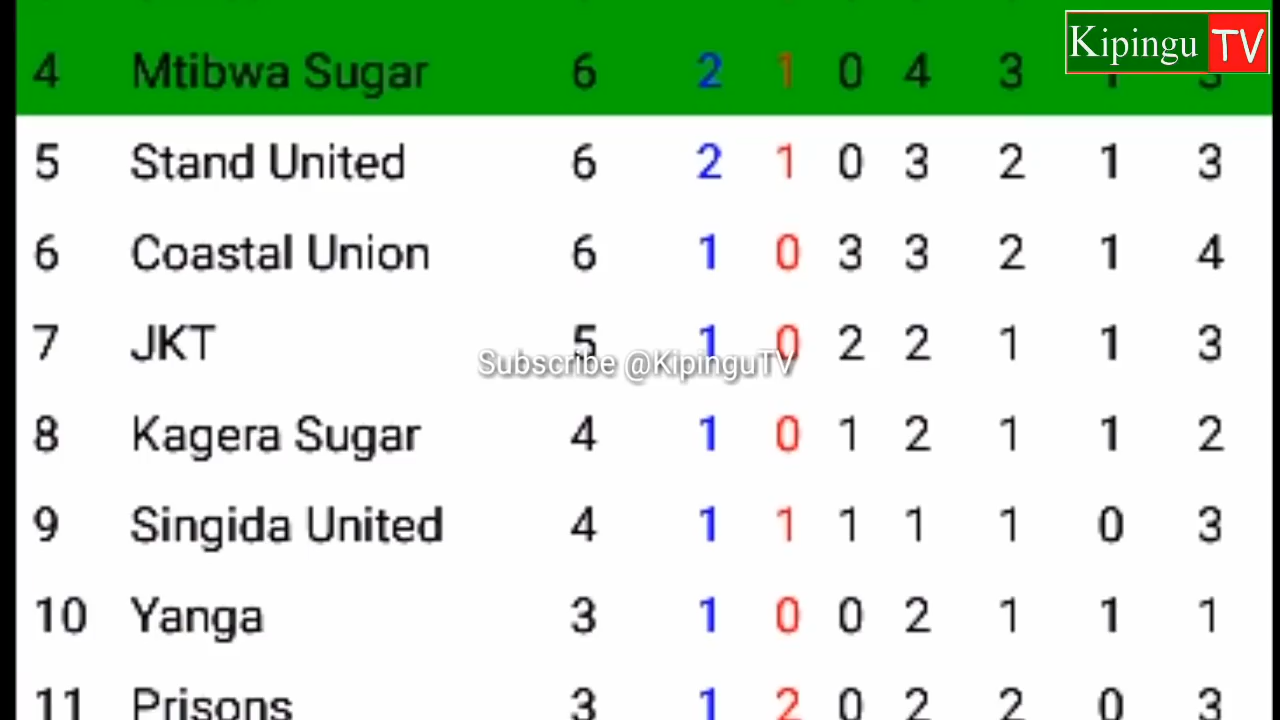 Kipingu TV
4 Mtibwa Sugar 6 2 1 0 4 3 1 3
5 Stand United 6 2 1 0 3 2 1 3
6 Coastal Union 6 1 0 3 3 2 1 4
7 JKT 5 1 0 2 2 1 1 3
Subscribe @KipinguTV
8 Kagera Sugar 4 1 0 1 2 1 1 2
9 Singida United 4 1 1 1 1 1 0 3
10 Yanga 3 1 0 0 2 1 1 1
11 Prisons 3 1 2 0 2 2 0 3